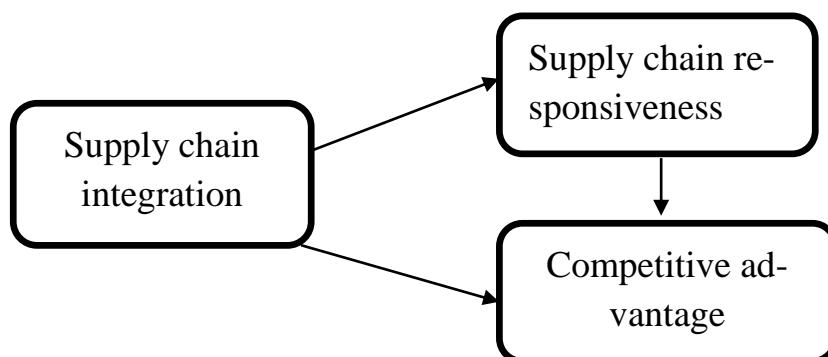 Supply chain re-
sponsiveness
Supply chain
integration
Competitive ad-
vantage